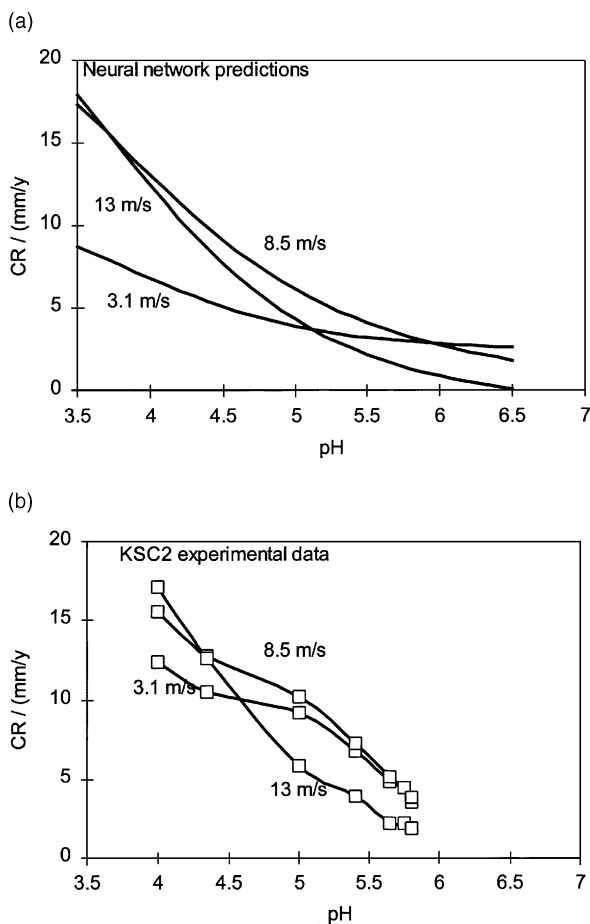 (a)
20
Neural network predictions
15
13 m/s
10
8.5 m/s
CR / (mm/y
3.1 m/s
5
0
3.5 4 4.5 5 5.5 6 6.5 7
pH
(b)
20
KSC2 experimental data
15
8.5 m/s
10
3.1 m/s
CR / (mm/y
5
13 m/s
0
3.5 4 4.5 5 5.5 6 6.5 7
pH